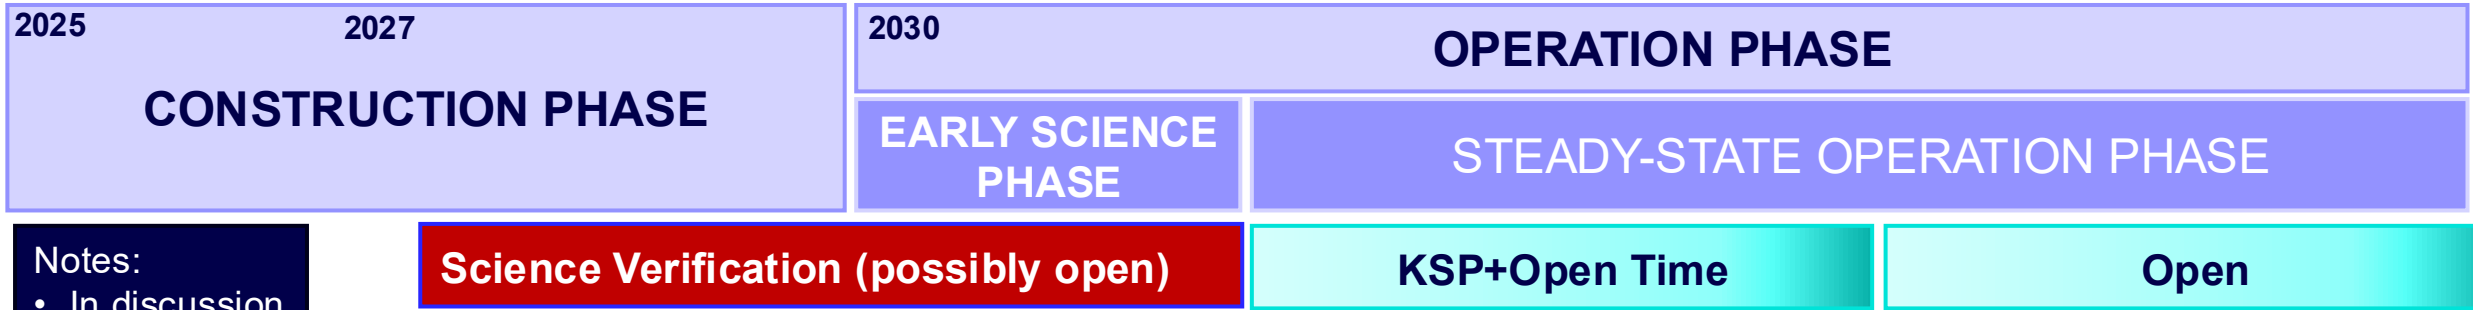 2025
2027
CONSTRUCTION PHASE
2030
OPERATION PHASE
EARLY SCIENCE
PHASE
STEADY-STATE OPERATION PHASE
Notes:
• In discussion
Science Verification (possibly open)
KSP+Open Time
Open